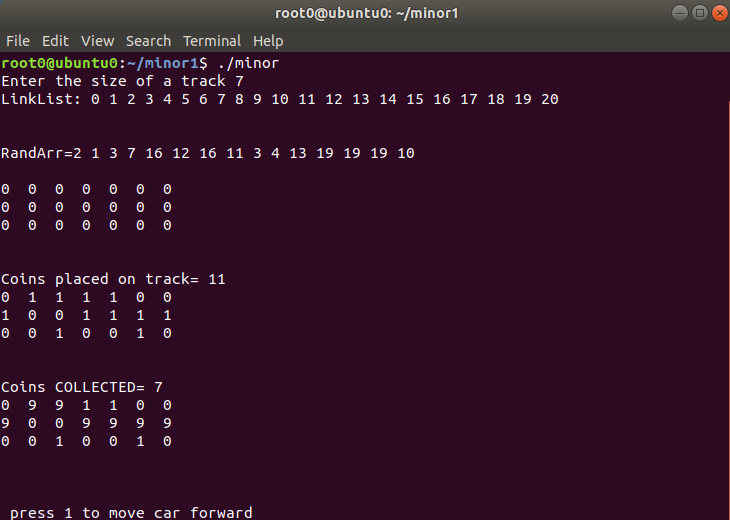 root0@ubuntu0: ~/minor1
File Edit View Search Terminal Help
root0@ubuntu0:~/minor1$ ./minor
Enter the size of a track 7
LinkList: 0 1 2 3 4 5 6 7 8 9 10 11 12 13 14 15 16 17 18 19 20
RandArr=2 1 3 7 16 12 16 11 3 4 13 19 19 19 10
0 0 0 0 0 0 0
0 0 0 0 0 0 0
0 0 0 0 0 0 0
Coins placed on track= 11
0 1 1 1 1 0 0
1 0 0 1 1 1 1
0 0 1 0 0 1 0
Coins COLLECTED= 7
0 9 9 1 1 0 0
9 0 0 9 9 9 9
0 0 1 0 0 1 0
press 1 to move car forward